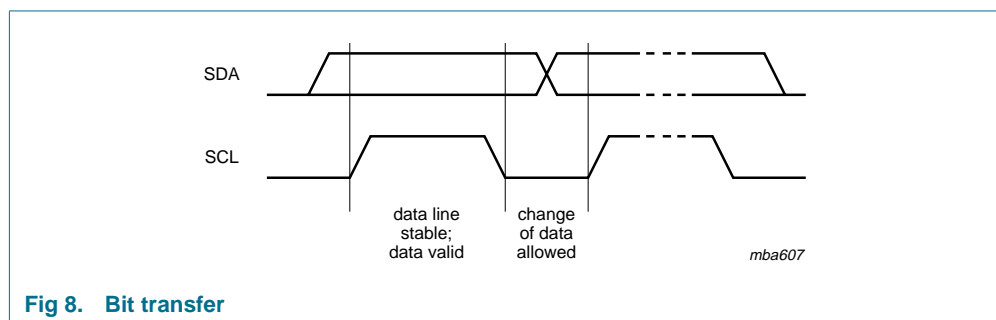 SDA
SCL
data line
stable;
data valid
change
of data
allowed
mba607
Fig 8. Bit transfer